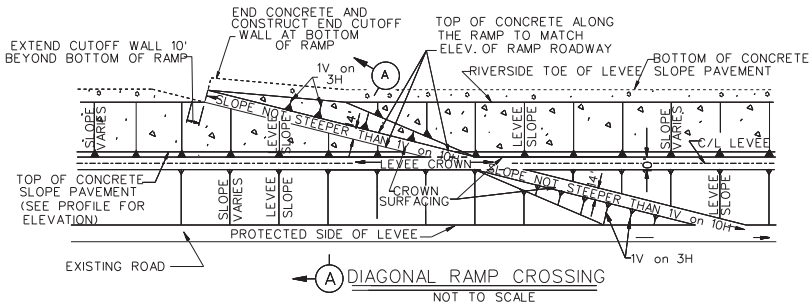 END CONCRETE AND
CONSTRUCT END CUTOFF
WALL AT BOTTOM
OF RAMP
TOP OF CONCRETE ALONG
THE RAMP TO MATCH
ELEV. OF RAMP ROADWAY
EXTEND CUTOFF WALL 10'
BEYOND BOTTOM OF RAMP
1V on
3H
A
BOTTOM OF CONCRETE
SLOPE PAVEMENT
RIVERSIDE TOE OF LEVEE
SLOPE
VARIES
LEVEE
SLOPE
SLOPE NOT STEEPER THAN 1V on 10H
LEVEE
SLOPE
SLOPE
VARIES
C/L LEVEE
LEVEE CROWN
TOP OF CONCRETE
SLOPE PAVEMENT
(SEE PROFILE FOR
ELEVATION)
CROWN
SURFACING
SLOPE NOT STEEPER THAN 1V on 10H
SLOPE
VARIES
LEVEE
SLOPE
LEVEE
SLOPE
PROTECTED SIDE OF LEVEE
EXISTING ROAD
1V on 3H
A
DIAGONAL RAMP CROSSING
NOT TO SCALE